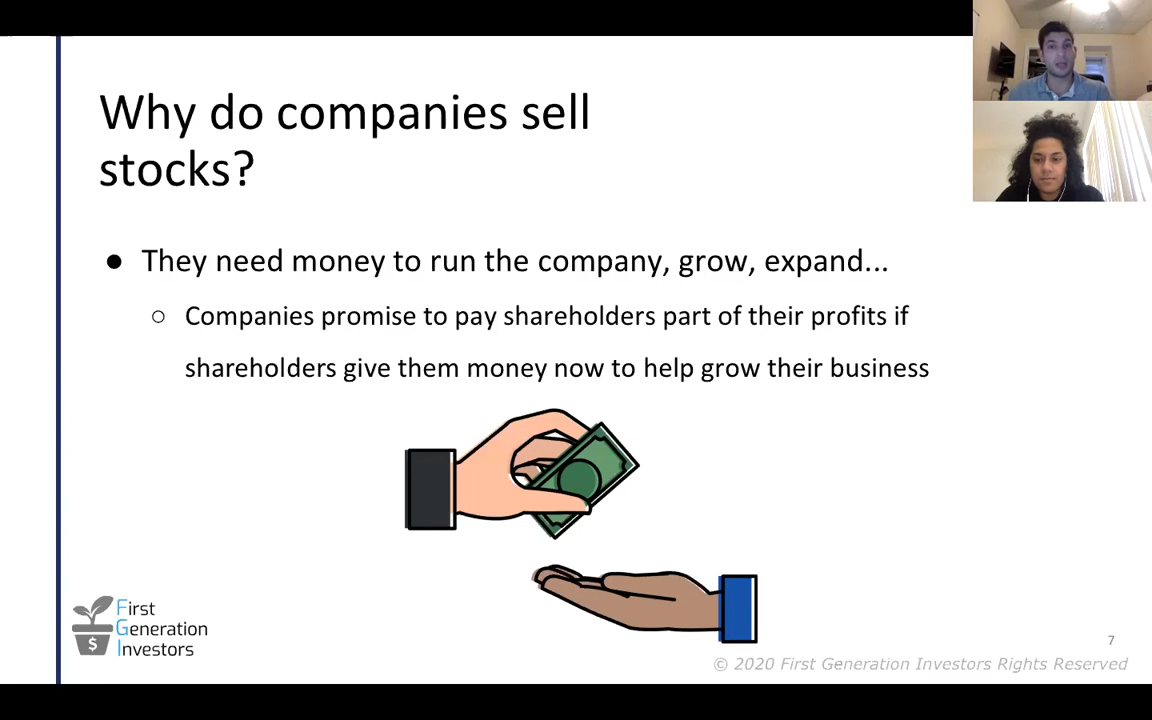 Why do companies sell
stocks?
● They need money to run the company, grow, expand...
○ Companies promise to pay shareholders part of their profits if
shareholders give them money now to help grow their business
$
First
Generation
Investors
7
© 2020 First Generation Investors Rights Reserved